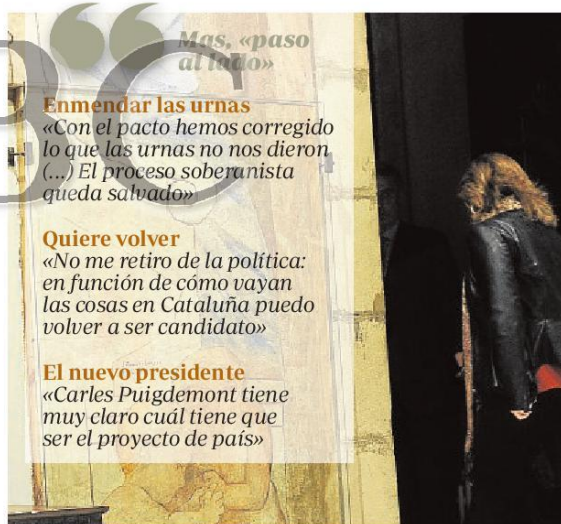 BC
Mas, «paso
al lado»
Enmendar las urnas
«Con el pacto hemos corregido
lo que las urnas no nos dieron
(...) El proceso soberanista
queda salvado»
Quiere volver
«No me retiro de la política:
en función de cómo vayan
las cosas en Cataluña puedo
volver a ser candidato»
El nuevo presidente
«Carles Puigdemont tiene
muy claro cuál tiene que
ser el proyecto de país»